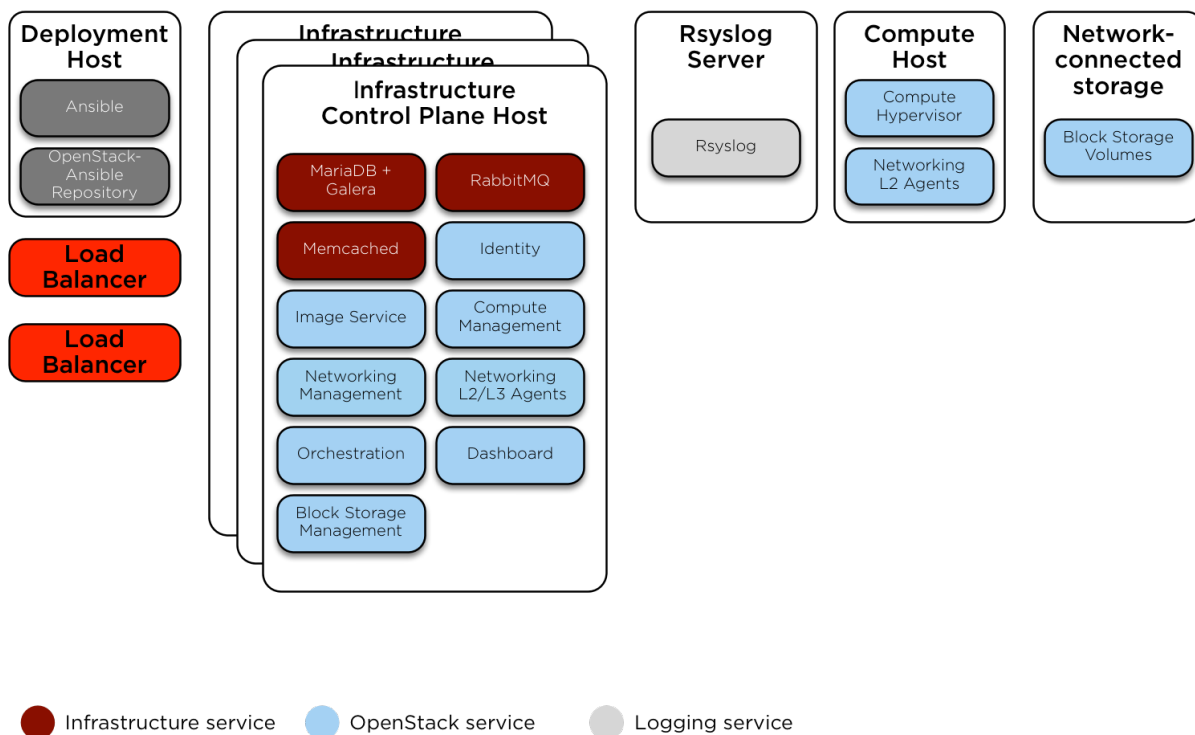 Deployment
Host
Ansible
OpenStack-
Ansible
Repository
Load
Balancer
Load
Balancer
Infrastructure
Infrastructure
Infrastructure
Control Plane Host
MariaDB +
Galera
RabbitMQ
Memcached
Identity
Image Service
Compute
Management
Networking
Management
Networking
L2/L3 Agents
Orchestration
Dashboard
Block Storage
Management
Rsyslog
Server
Rsyslog
Compute
Host
Compute
Hypervisor
Networking
L2 Agents
Network-
connected
storage
Block Storage
Volumes
Infrastructure service
OpenStack service
Logging service